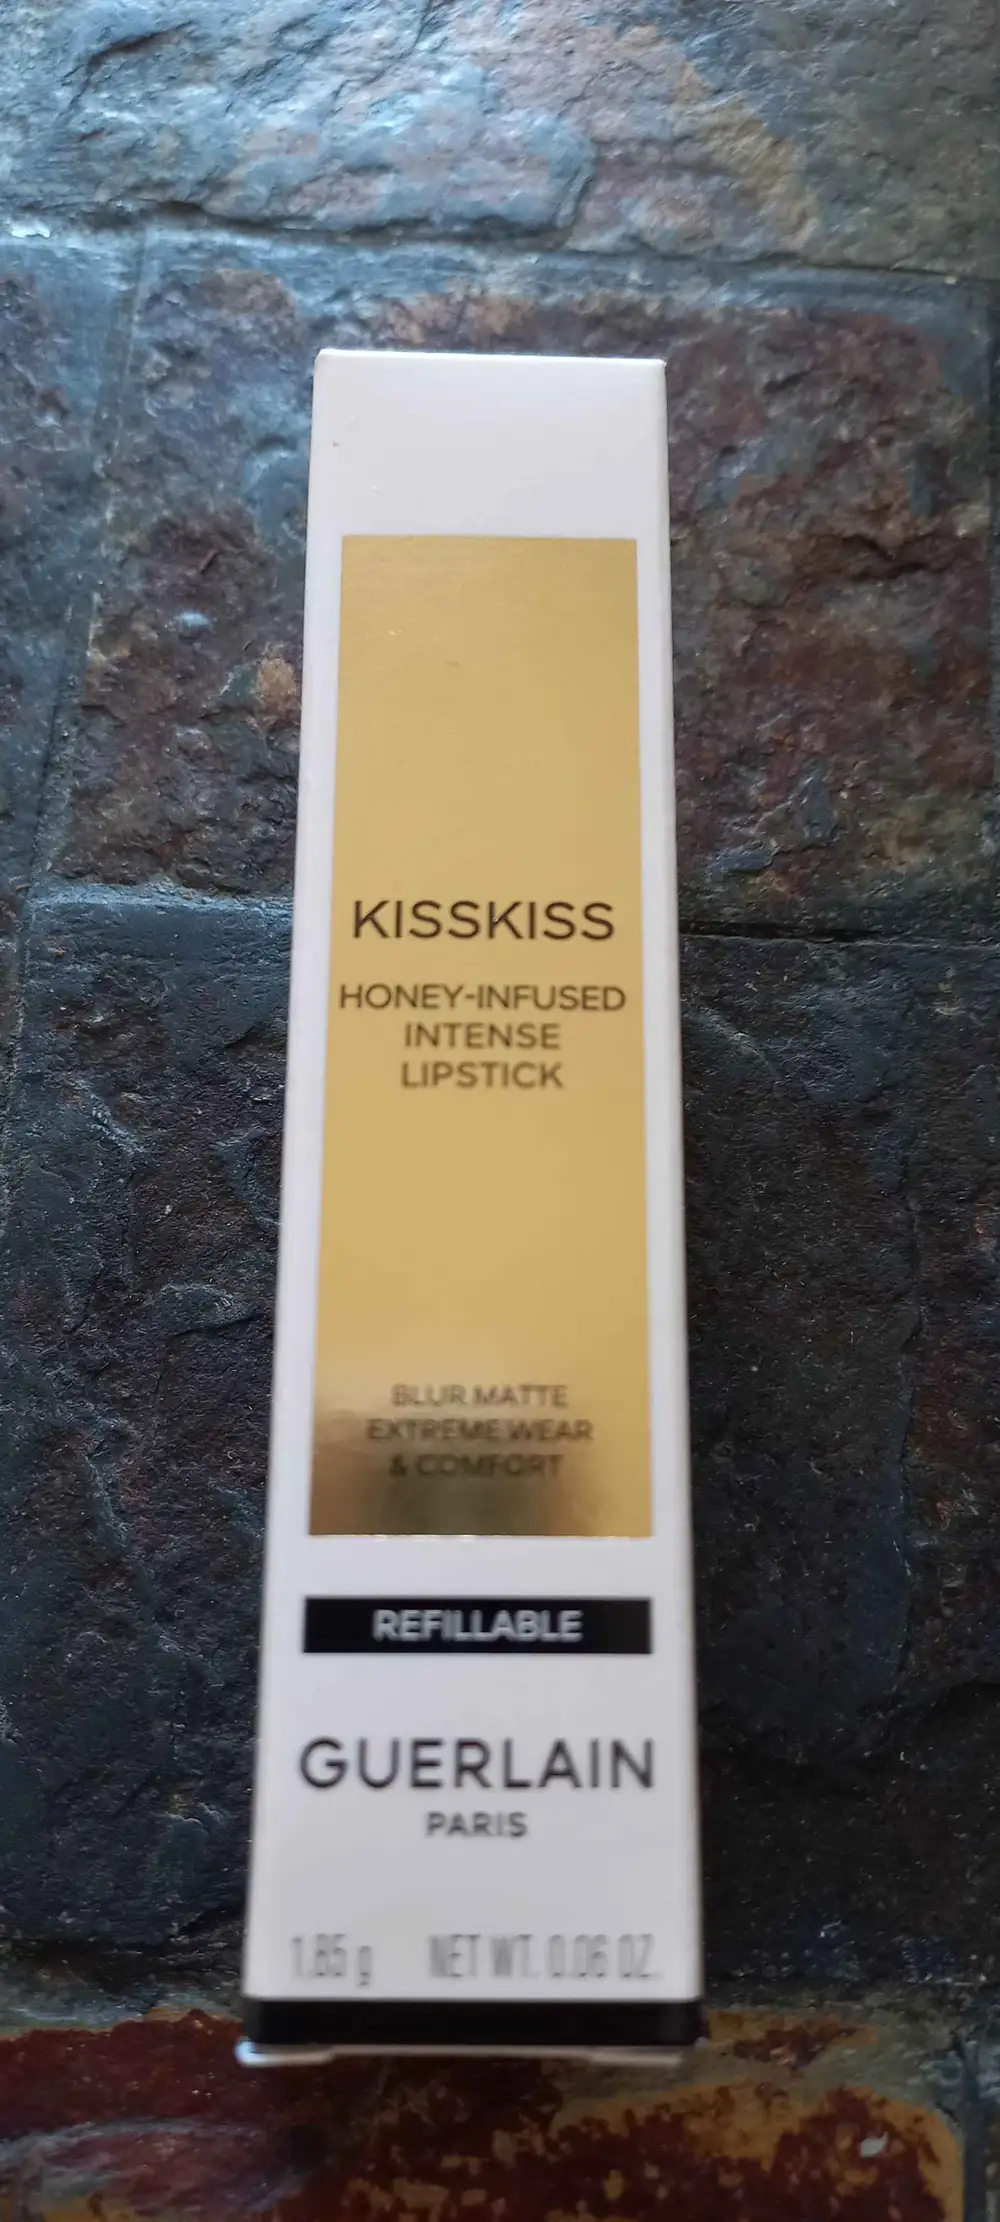 KISSKISS
HONEY-INFUSED
INTENSE
LIPSTICK
BLUR MATTE
EXTREME WEAR
& COMFORT
REFILLABLE
GUERLAIN
PARIS
1.85 g NET WT. 0.06 OZ.